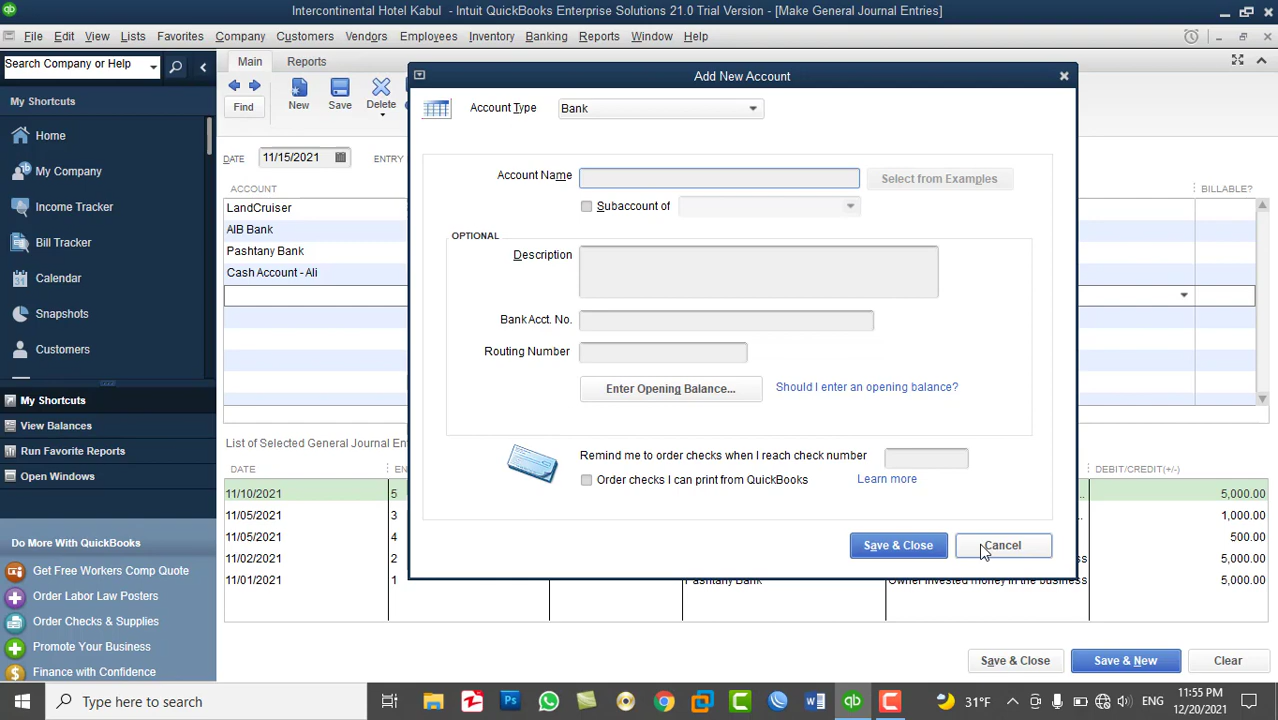 Intercontinental Hotel Kabul - Intuit QuickBooks Enterprise Solutions 21.0 Trial Version - [Make General Journal Entries]
File Edit View Lists Favorites Company Customers Vendors Employees Inventory Banking Reports Window Help
Search Company or Help
Main Reports
My Shortcuts
Home
My Company
Income Tracker
Bill Tracker
Calendar
Snapshots
Customers
My Shortcuts
View Balances
Run Favorite Reports
Open Windows
Do More With QuickBooks
Get Free Workers Comp Quote
Order Labor Law Posters
Order Checks & Supplies
Promote Your Business
Finance with Confidence
Find
New
Save
Delete
DATE 11/15/2021 ENTRY
ACCOUNT
BILLABLE?
LandCruiser
AIB Bank
Pashtany Bank
Cash Account - Ali
Add New Account
Account Type Bank
Account Name
Select from Examples
Subaccount of
OPTIONAL
Description
Bank Acct. No.
Routing Number
Enter Opening Balance...
Should I enter an opening balance?
Remind me to order checks when I reach check number
Order checks I can print from QuickBooks Learn more
Save & Close Cancel
List of Selected General Journal Ent
DATE EN DEBIT/CREDIT(+/-)
11/10/2021 5 5,000.00
11/05/2021 3 1,000.00
11/05/2021 4 500.00
11/02/2021 2 5,000.00
11/01/2021 1 Pashtany Bank Owner invested money in the business 5,000.00
Save & Close Save & New Clear
Type here to search
31°F
ENG
11:55 PM
12/20/2021